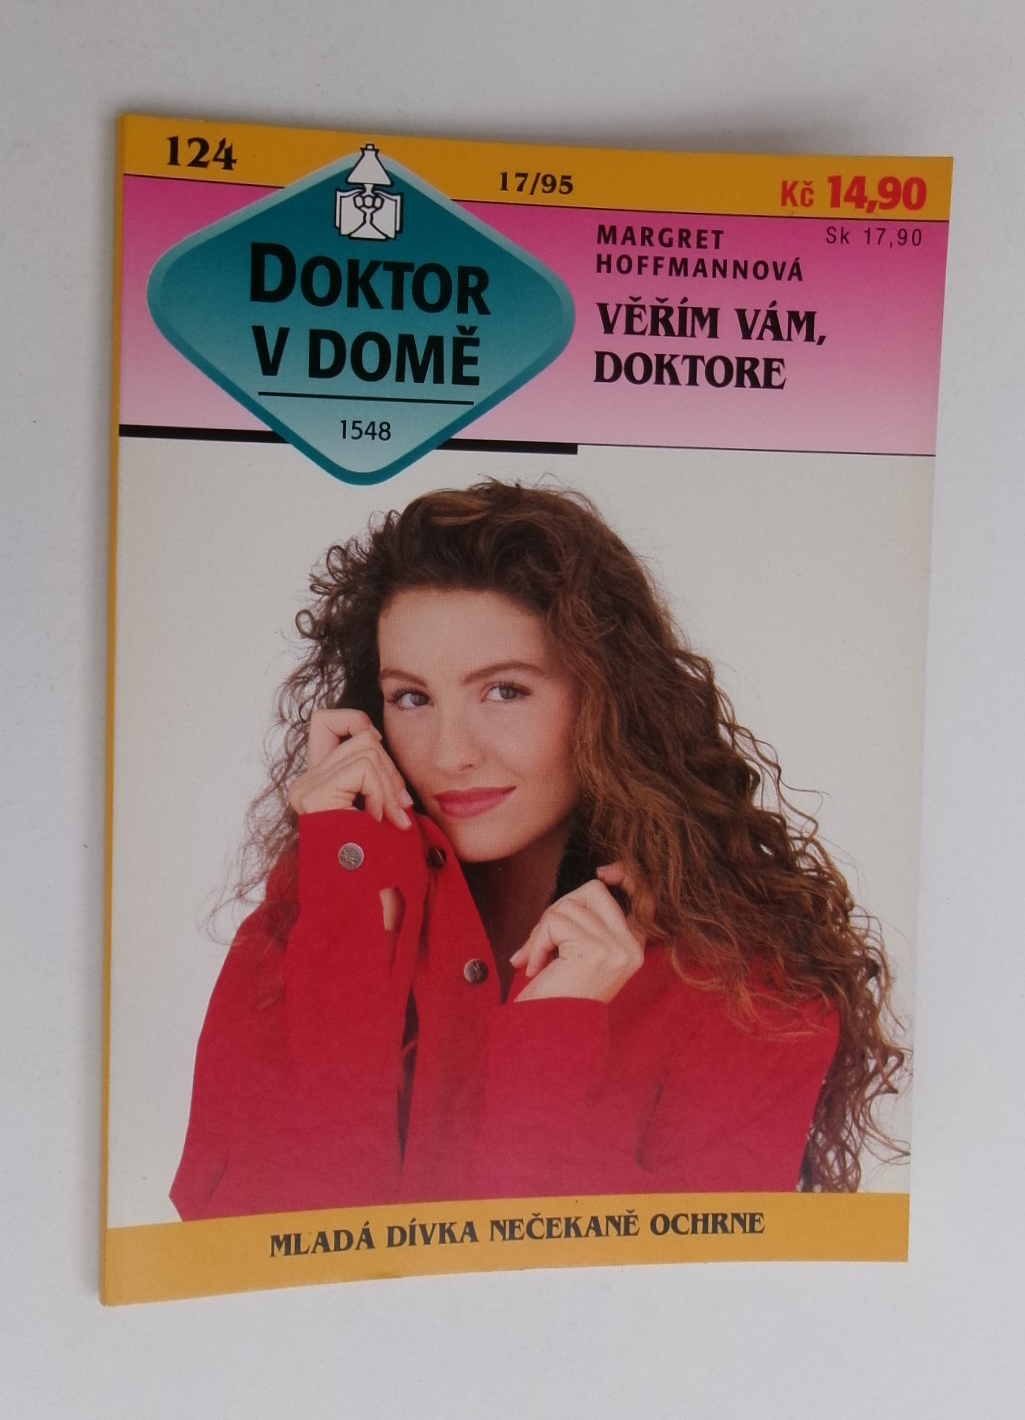 124
17/95
Kč 14,90
Sk 17,90
DOKTOR
V DOMĚ
1548
MARGRET
HOFFMANNOVÁ
VĚŘÍM VÁM,
DOKTORE
MLADÁ DÍVKA NEČEKANĚ OCHRNE